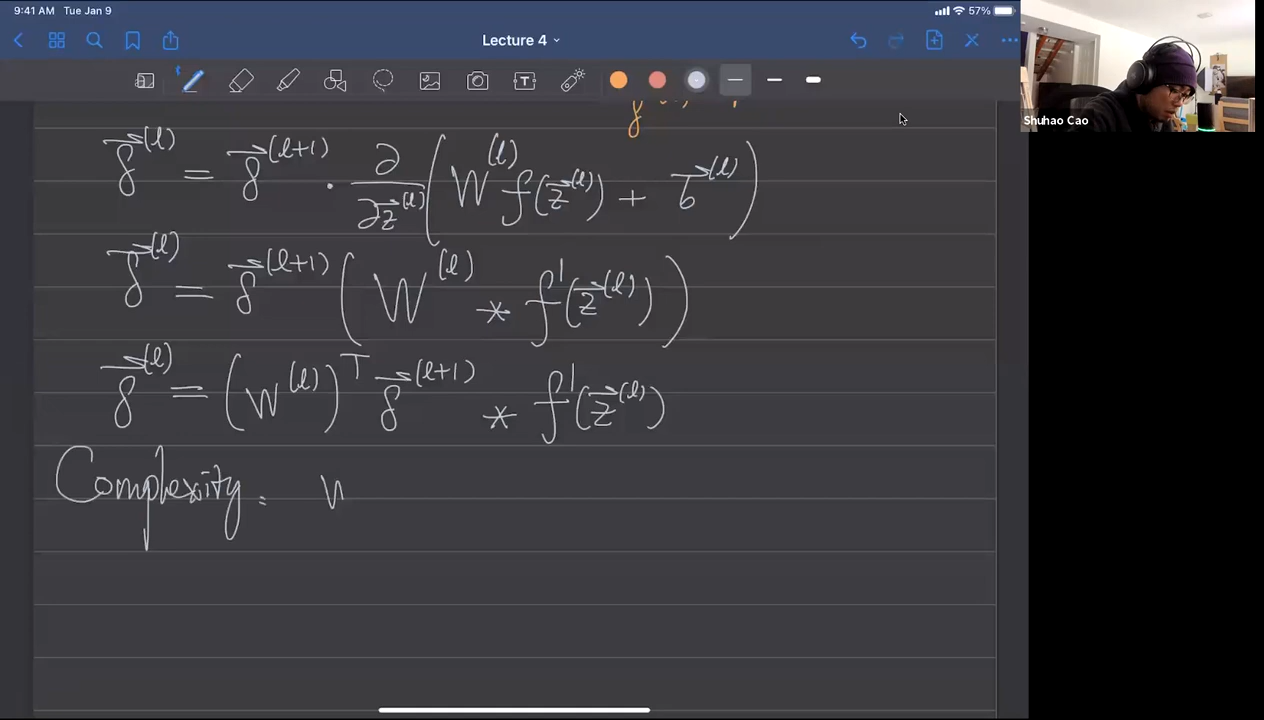 9:41 AM Tue Jan 9
57%
Lecture 4
Shuhao Cao
δ⃗^(l) = δ⃗^(l+1) · ∂/∂z⃗^(l) ( W^(l) f(z⃗^(l)) + b⃗^(l) )
δ⃗^(l) = δ⃗^(l+1) ( W^(l) * f'(z⃗^(l)) )
δ⃗^(l) = (W^(l))^T δ⃗^(l+1) * f'(z⃗^(l))
Complexity: